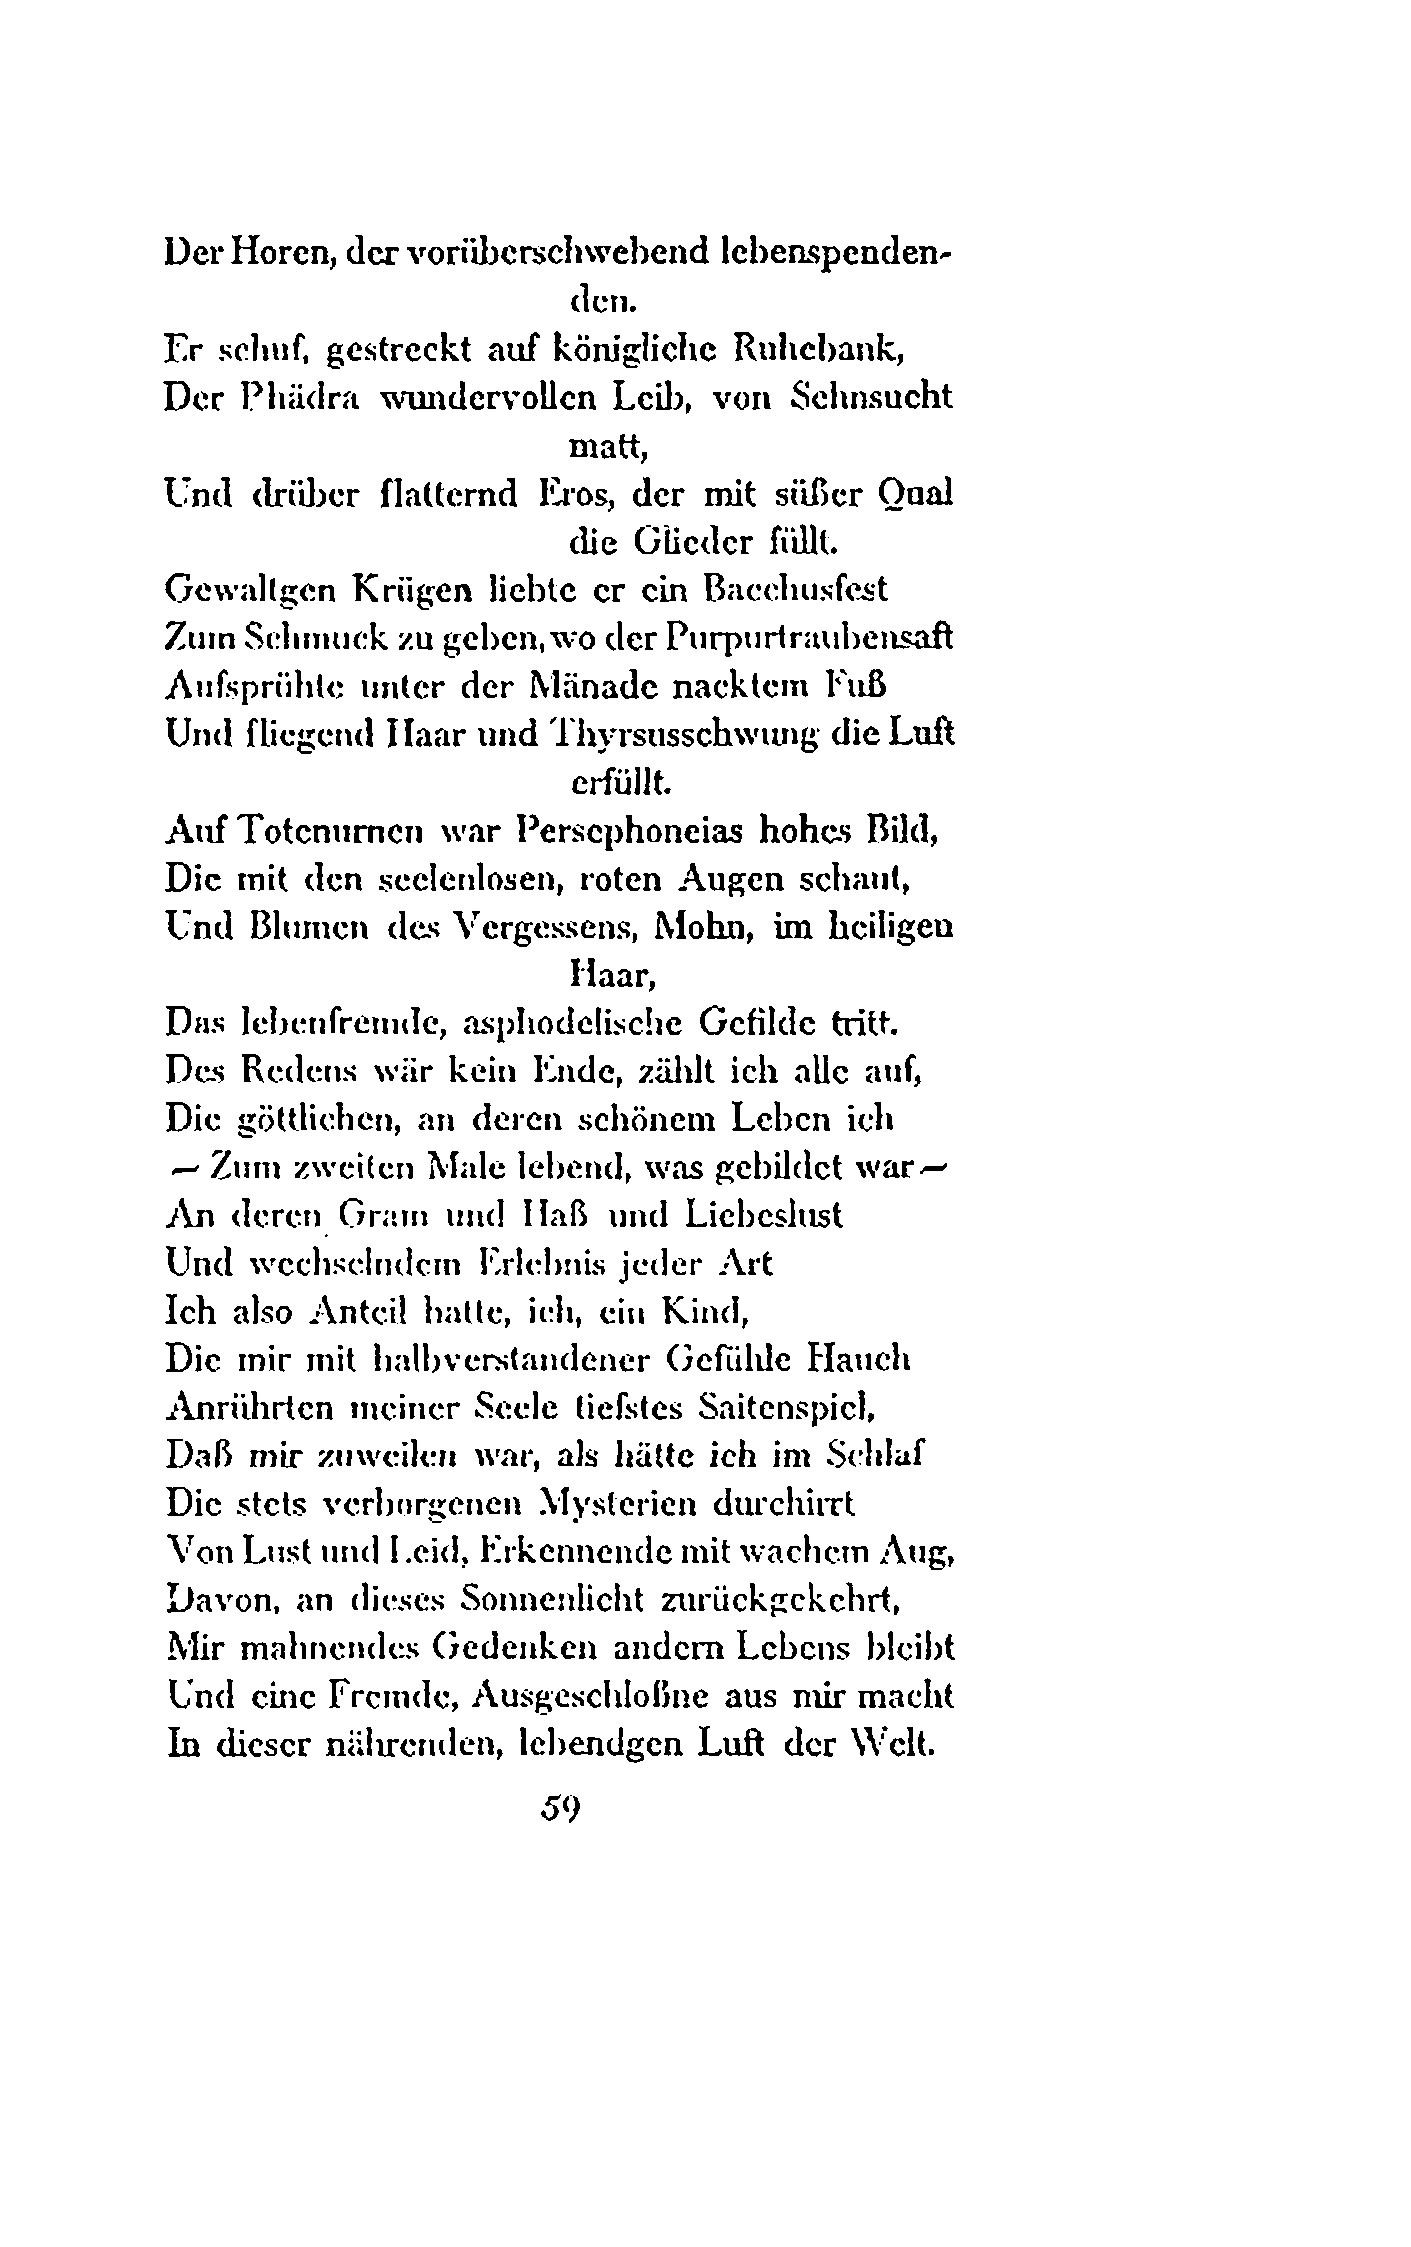 Der Horen, der vorüberschwebend lebenspenden-
den.
Er schuf, gestreckt auf königliche Ruhebank,
Der Phädra wundervollen Leib, von Sehnsucht
matt,
Und drüber flatternd Eros, der mit süßer Qual
die Glieder füllt.
Gewaltgen Krügen liebte er ein Bacchusfest
Zum Schmuck zu geben, wo der Purpurtraubensaft
Aufsprühte unter der Mänade nacktem Fuß
Und fliegend Haar und Thyrsusschwung die Luft
erfüllt.
Auf Totenurnen war Persephoneias hohes Bild,
Die mit den seelenlosen, roten Augen schaut,
Und Blumen des Vergessens, Mohn, im heiligen
Haar,
Das lebenfremde, asphodelische Gefilde tritt.
Des Redens wär kein Ende, zählt ich alle auf,
Die göttlichen, an deren schönem Leben ich
— Zum zweiten Male lebend, was gebildet war —
An deren Gram und Haß und Liebeslust
Und wechselndem Erlebnis jeder Art
Ich also Anteil hatte, ich, ein Kind,
Die mir mit halbverstandener Gefühle Hauch
Anrührten meiner Seele tiefstes Saitenspiel,
Daß mir zuweilen war, als hätte ich im Schlaf
Die stets verborgenen Mysterien durchirrt
Von Lust und Leid, Erkennende mit wachem Aug,
Davon, an dieses Sonnenlicht zurückgekehrt,
Mir mahnendes Gedenken andern Lebens bleibt
Und eine Fremde, Ausgeschloßne aus mir macht
In dieser nährenden, lebendgen Luft der Welt.
59